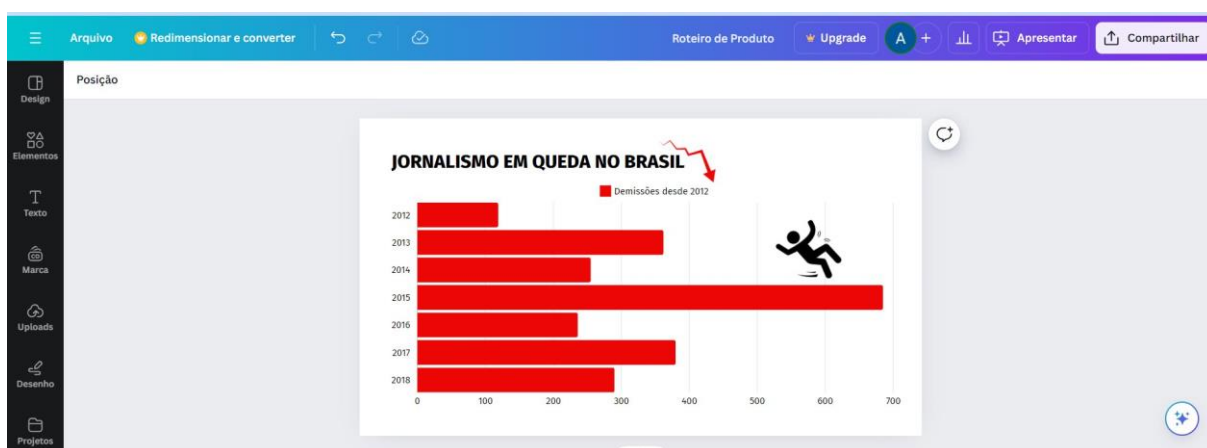 Arquivo
Redimensionar e converter
Roteiro de Produto
Upgrade
A
+
Apresentar
Compartilhar
Design
Posição
Elementos
Texto
Marca
Uploads
Desenho
Projetos
JORNALISMO EM QUEDA NO BRASIL
Demissões desde 2012
2012
2013
2014
2015
2016
2017
2018
0 100 200 300 400 500 600 700